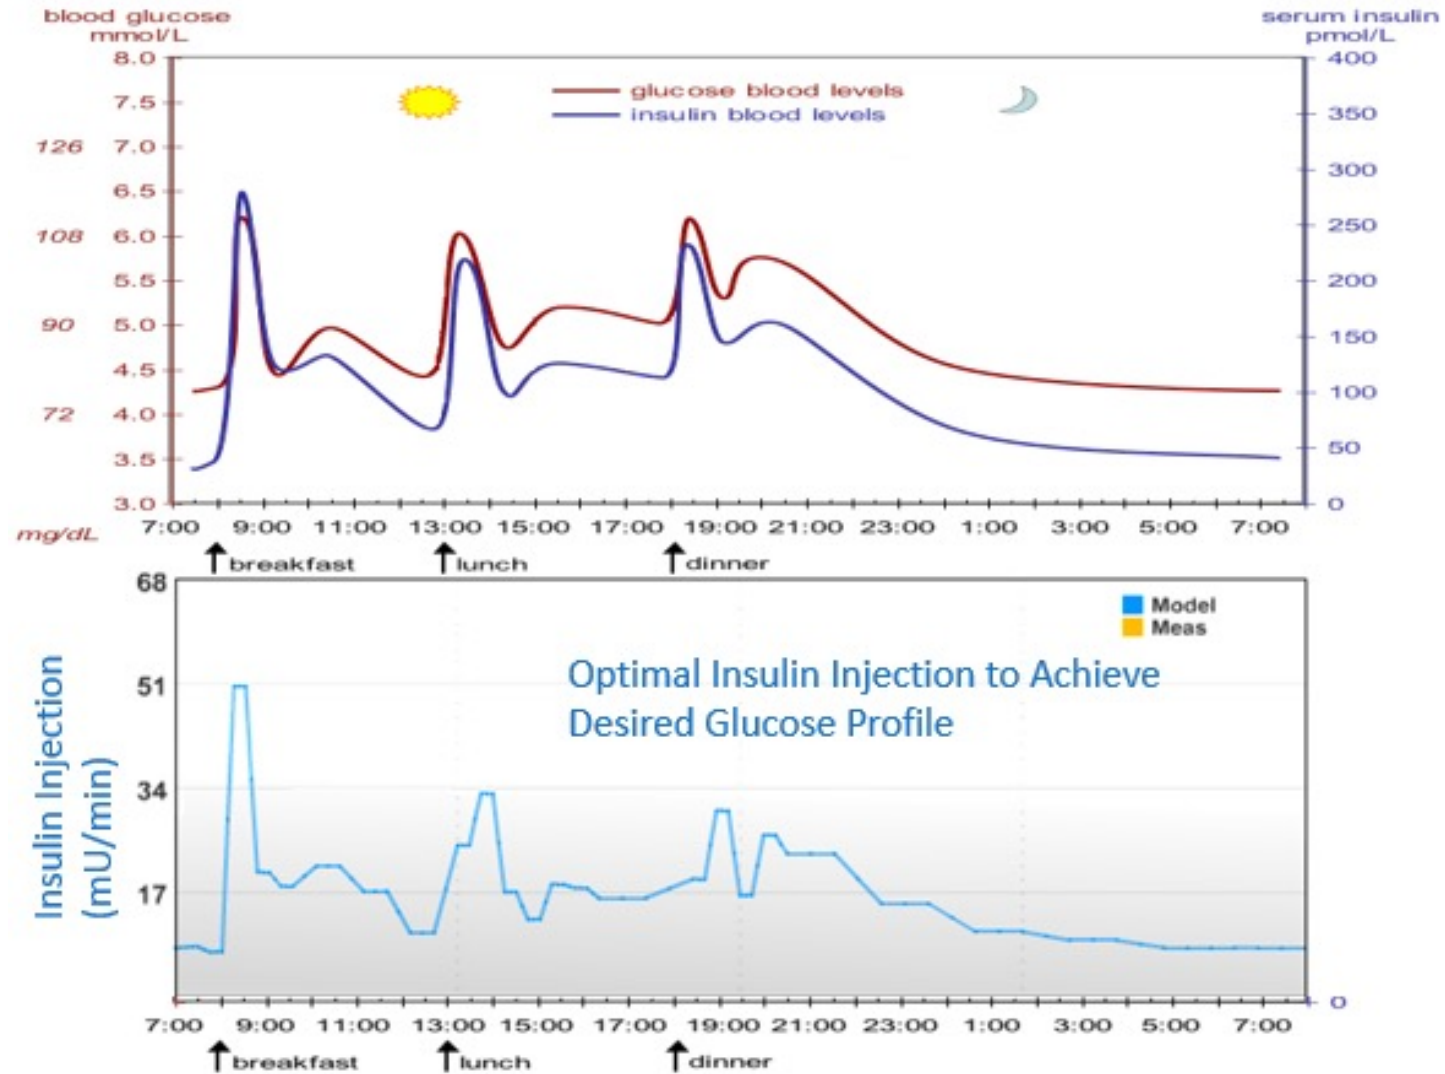 blood glucose
mmol/L
serum insulin
pmol/L
8.0
7.5
126 7.0
6.5
108 6.0
5.5
90 5.0
4.5
72 4.0
3.5
3.0
mg/dL
glucose blood levels
insulin blood levels
400
350
300
250
200
150
100
50
0
7:00 9:00 11:00 13:00 15:00 17:00 19:00 21:00 23:00 1:00 3:00 5:00 7:00
breakfast lunch dinner
68
51
34
17
Insulin Injection
(mU/min)
Model
Meas
Optimal Insulin Injection to Achieve
Desired Glucose Profile
0
7:00 9:00 11:00 13:00 15:00 17:00 19:00 21:00 23:00 1:00 3:00 5:00 7:00
breakfast lunch dinner